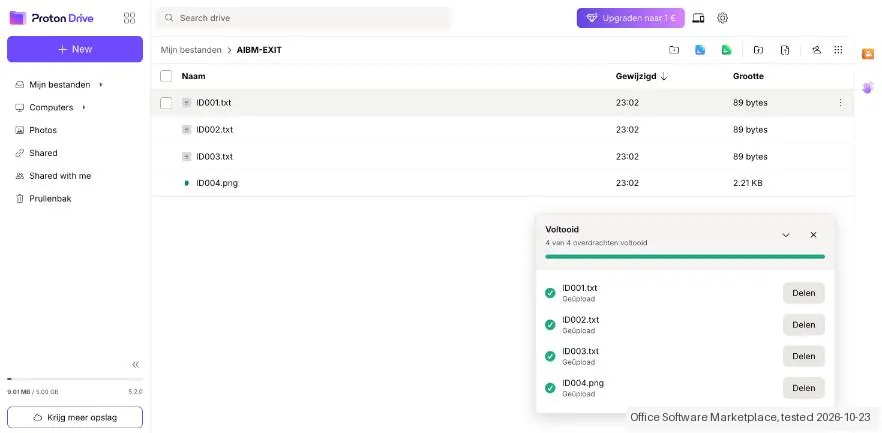 Proton Drive
Search drive
Upgraden naar 1 €
+ New
Mijn bestanden > AIBM-EXIT
Mijn bestanden
Computers
Photos
Shared
Shared with me
Prullenbak
Naam Gewijzigd Grootte
ID001.txt 23:02 89 bytes
ID002.txt 23:02 89 bytes
ID003.txt 23:02 89 bytes
ID004.png 23:02 2.21 KB
Voltooid
4 van 4 overdrachten voltooid
ID001.txt
Geüpload
Delen
ID002.txt
Geüpload
Delen
ID003.txt
Geüpload
Delen
ID004.png
Geüpload
Delen
9.01 MB / 5.00 GB 5.2.0
Krijg meer opslag
Office Software Marketplace, tested 2026-10-23